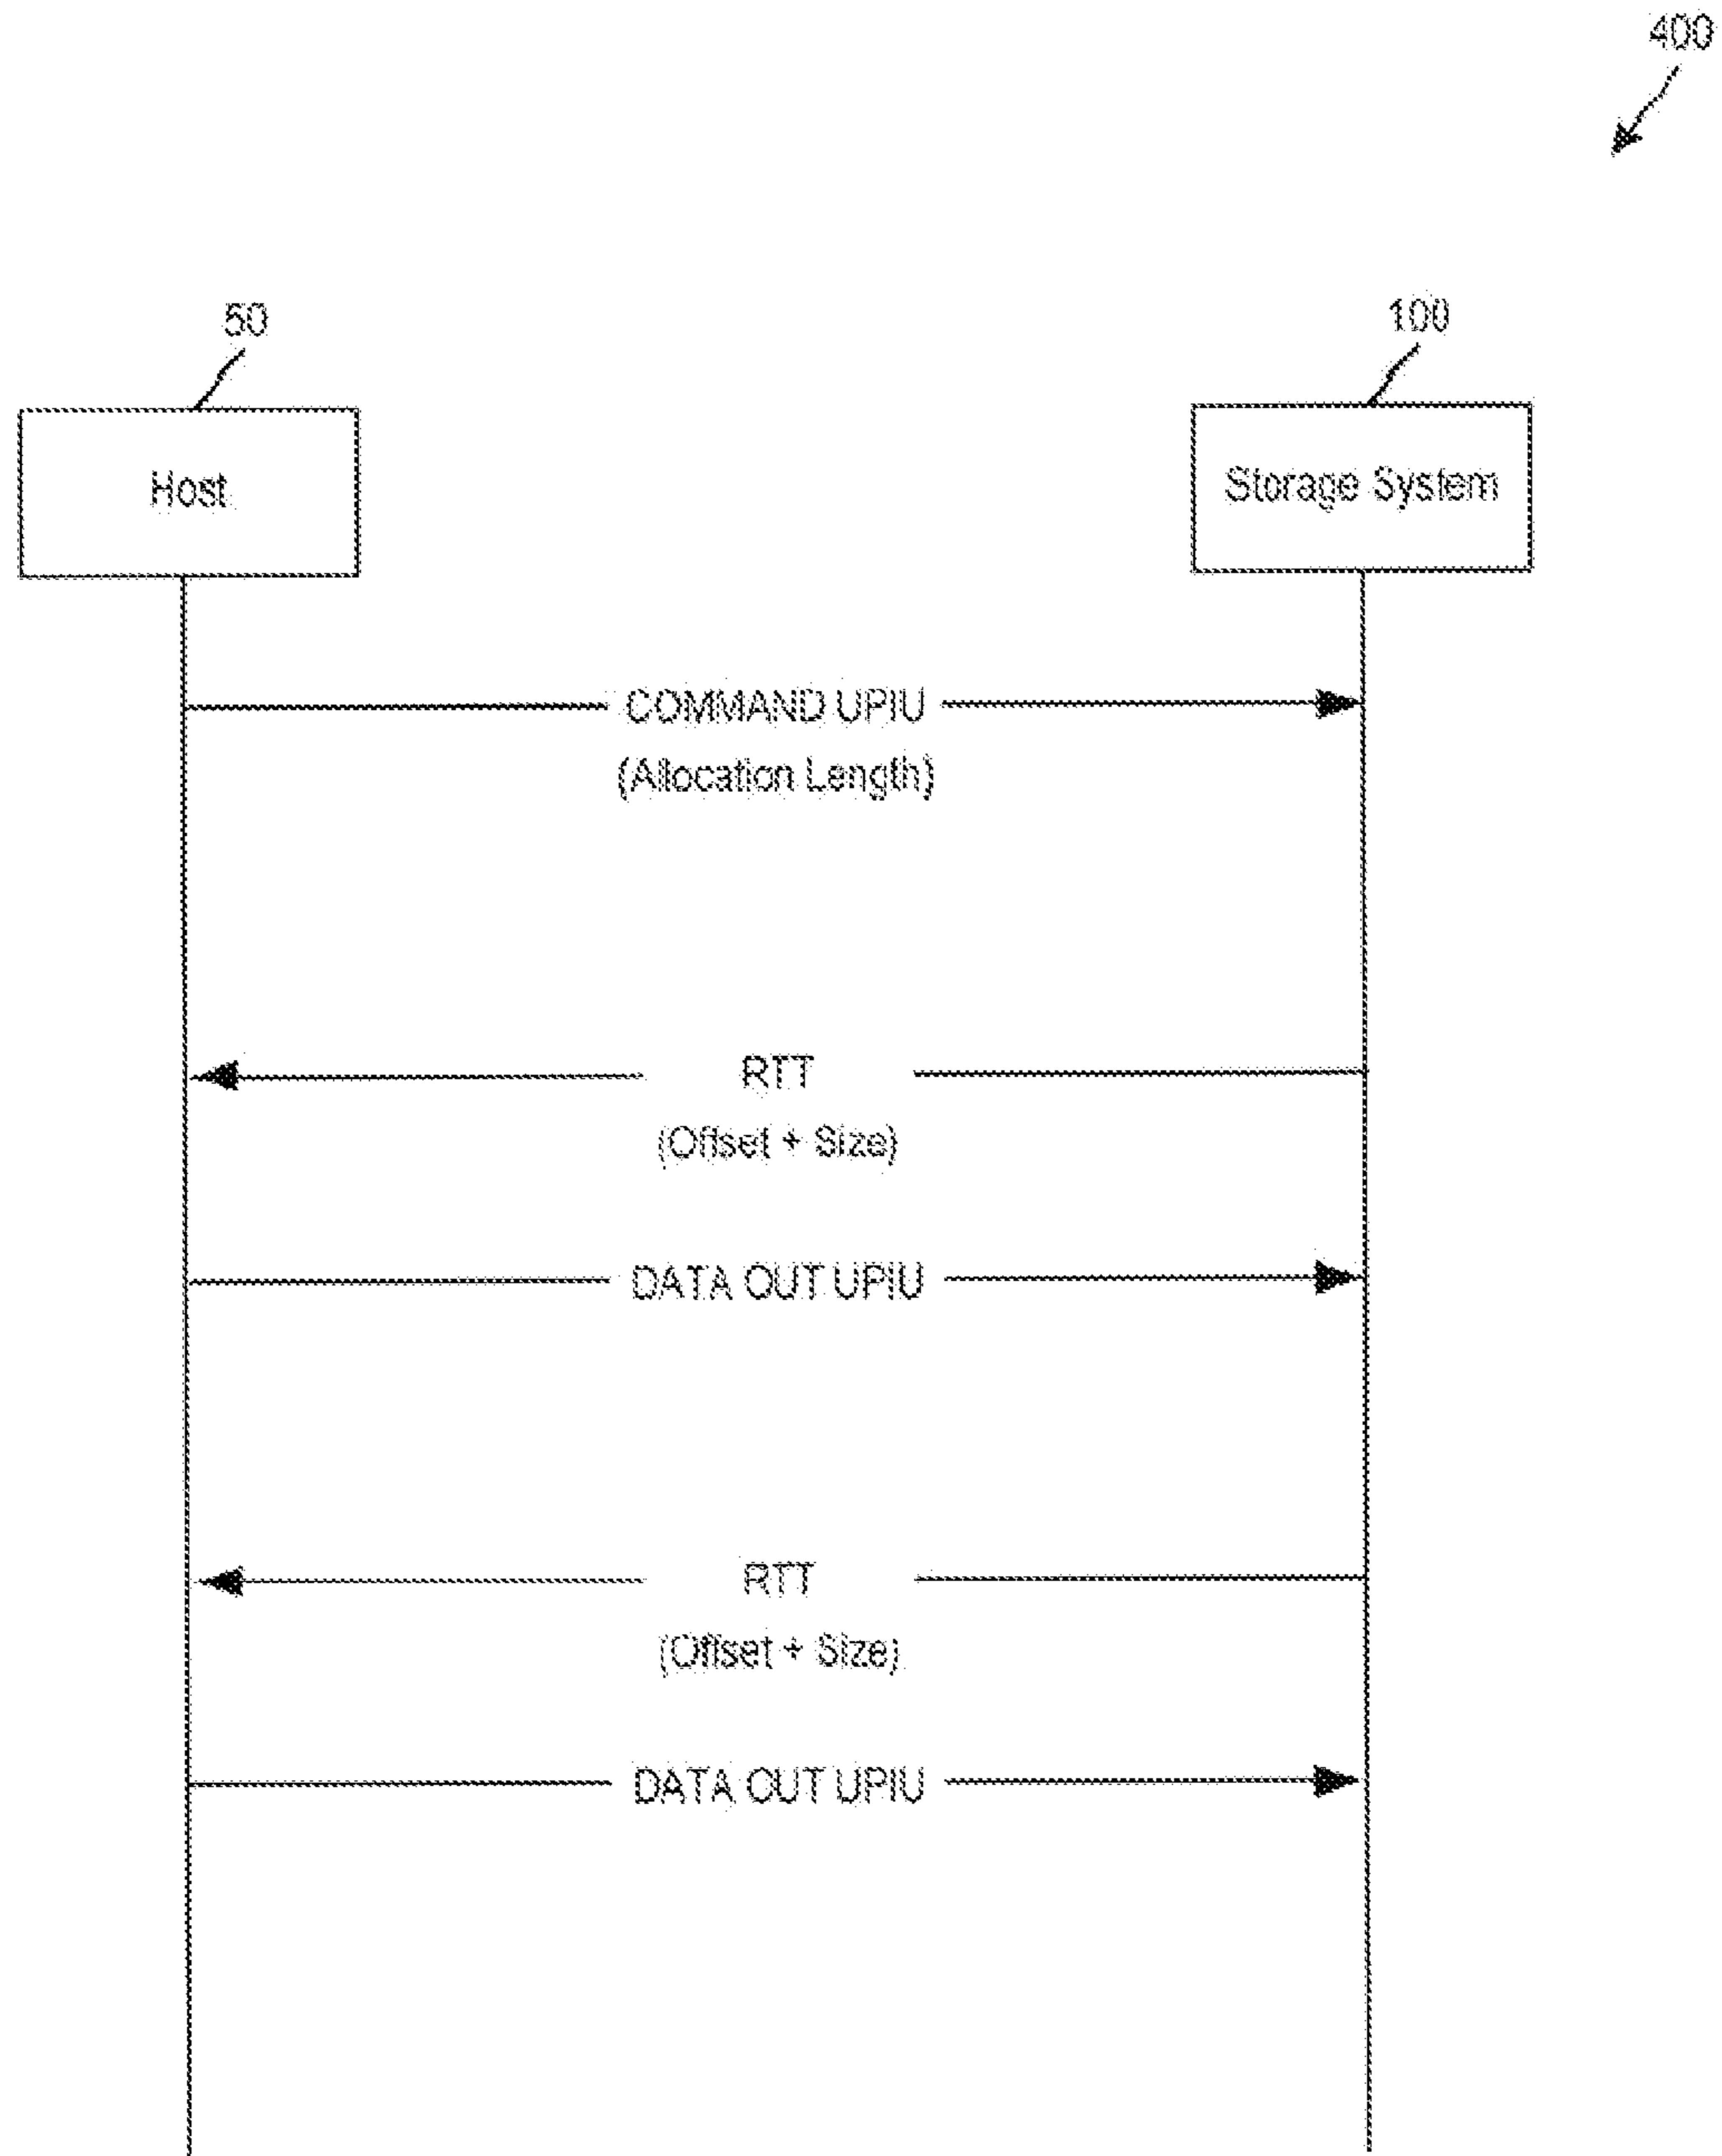 400
50
100
Host
Storage System
COMMAND UPIU
(Allocation Length)
RTT
(Offset + Size)
DATA OUT UPIU
RTT
(Offset + Size)
DATA OUT UPIU